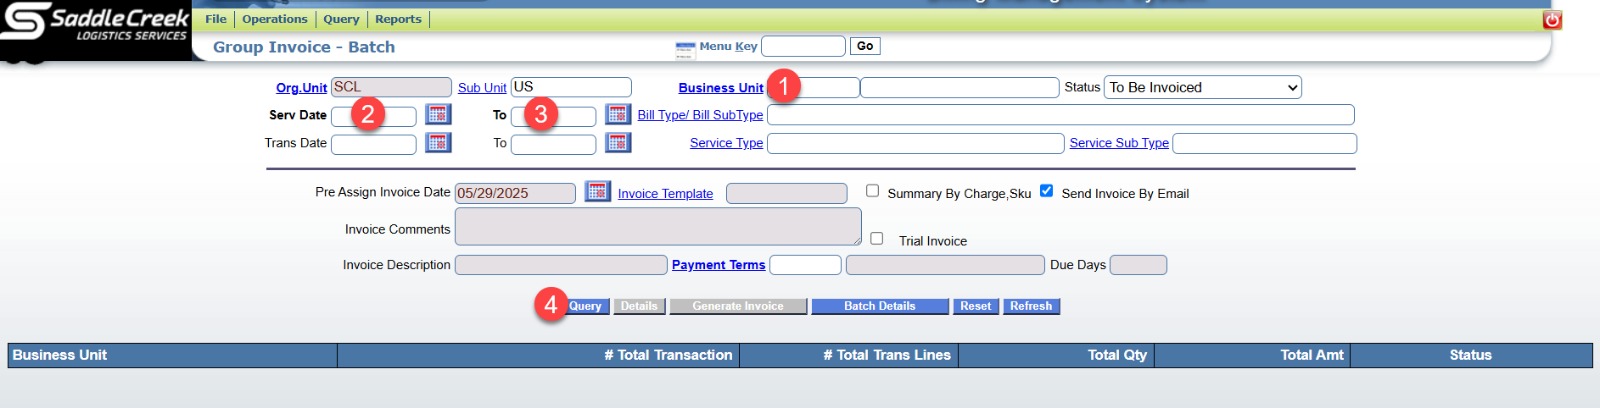 SaddleCreek
LOGISTICS SERVICES
File Operations Query Reports
Group Invoice - Batch Menu Key Go
Org.Unit SCL Sub Unit US Business Unit 1 Status To Be Invoiced
Serv Date 2 To 3 Bill Type/ Bill SubType
Trans Date To Service Type Service Sub Type
Pre Assign Invoice Date 05/29/2025 Invoice Template Summary By Charge,Sku Send Invoice By Email
Invoice Comments Trial Invoice
Invoice Description Payment Terms Due Days
4 Query Details Generate Invoice Batch Details Reset Refresh
Business Unit # Total Transaction # Total Trans Lines Total Qty Total Amt Status